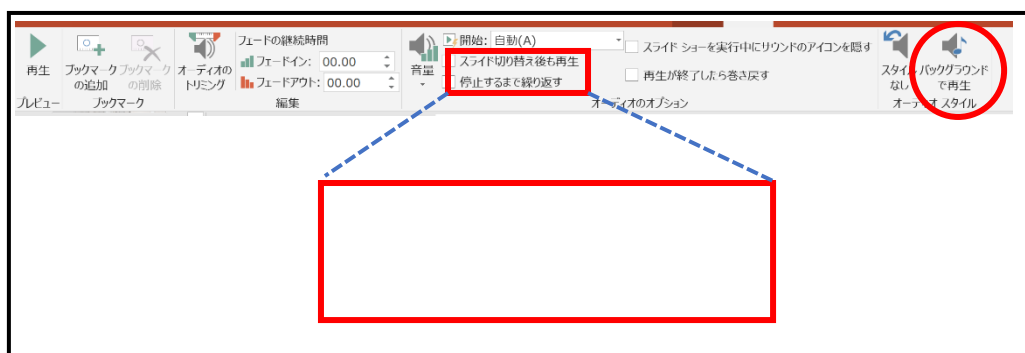 再生
プレビュー
ブックマーク
の追加
ブックマーク
の削除
ブックマーク
オーディオの
トリミング
フェードの継続時間
フェードイン: 00.00
フェードアウト: 00.00
編集
音量
開始: 自動(A)
スライド切り替え後も再生
停止するまで繰り返す
スライド ショーを実行中にサウンドのアイコンを隠す
再生が終了したら巻き戻す
オーディオのオプション
スタイル
なし
バックグラウンド
で再生
オーディオ スタイル